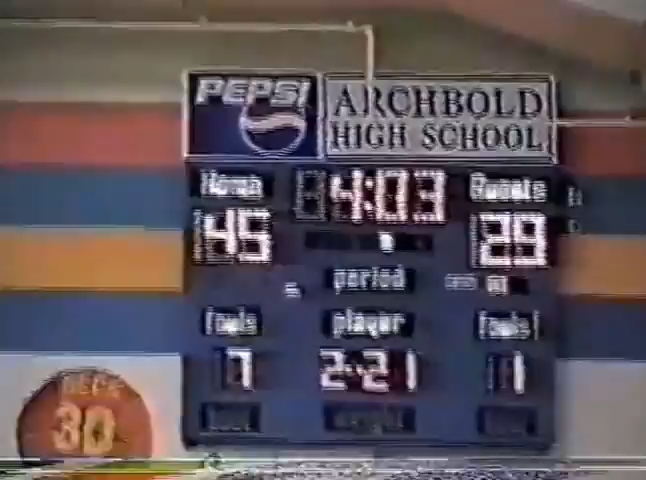 PEPSI
ARCHBOLD
HIGH SCHOOL
Home
4:03
Guests
45
29
period
fouls
player
fouls
7
2-21
1
30